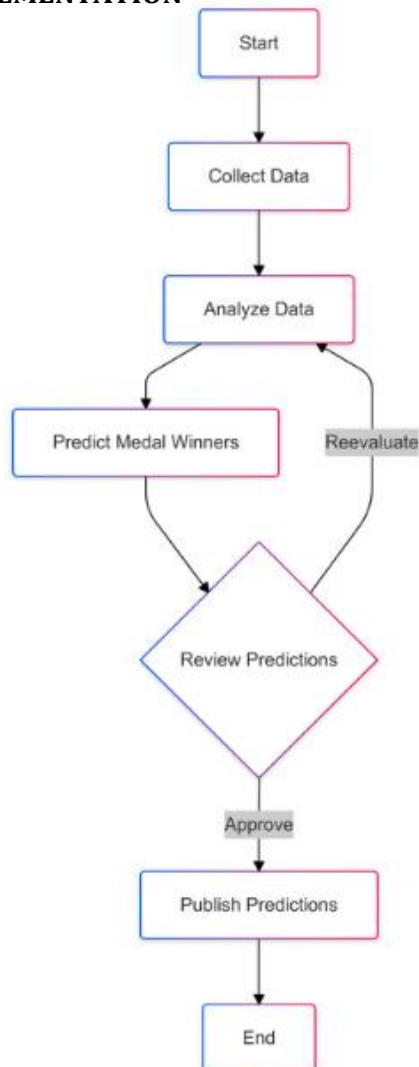 Start
Collect Data
Analyze Data
Predict Medal Winners
Reevaluate
Review Predictions
Approve
Publish Predictions
End